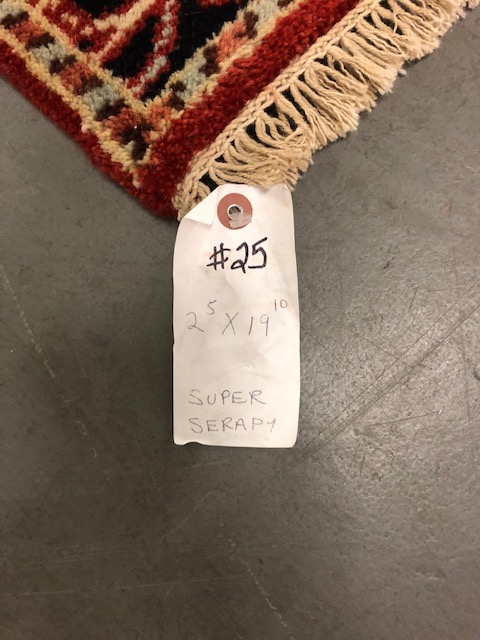 #25
2⁵ X 19¹⁰
SUPER
SERAPY